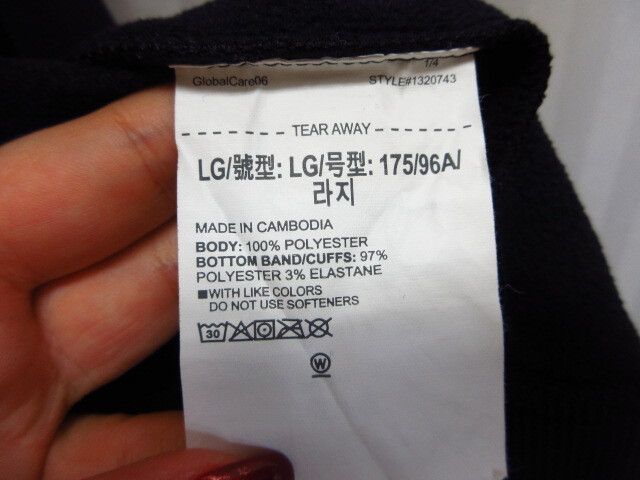 1/4
GlobalCare06 STYLE#1320743
TEAR AWAY
LG/號型: LG/号型: 175/96A/
라지
MADE IN CAMBODIA
BODY: 100% POLYESTER
BOTTOM BAND/CUFFS: 97%
POLYESTER 3% ELASTANE
WITH LIKE COLORS
DO NOT USE SOFTENERS
30
W